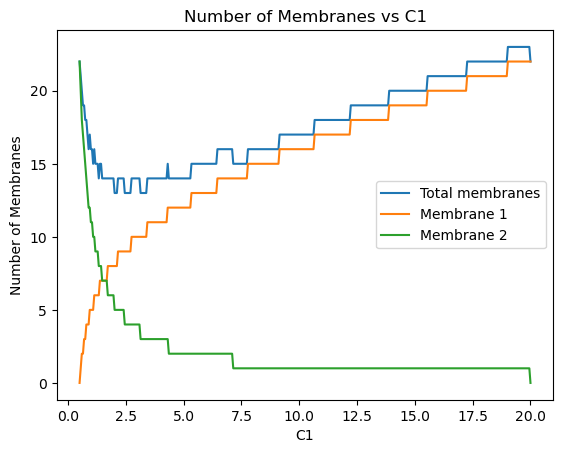 Number of Membranes vs C1
Number of Membranes
20
15
10
5
0
Total membranes
Membrane 1
Membrane 2
0.0 2.5 5.0 7.5 10.0 12.5 15.0 17.5 20.0
C1